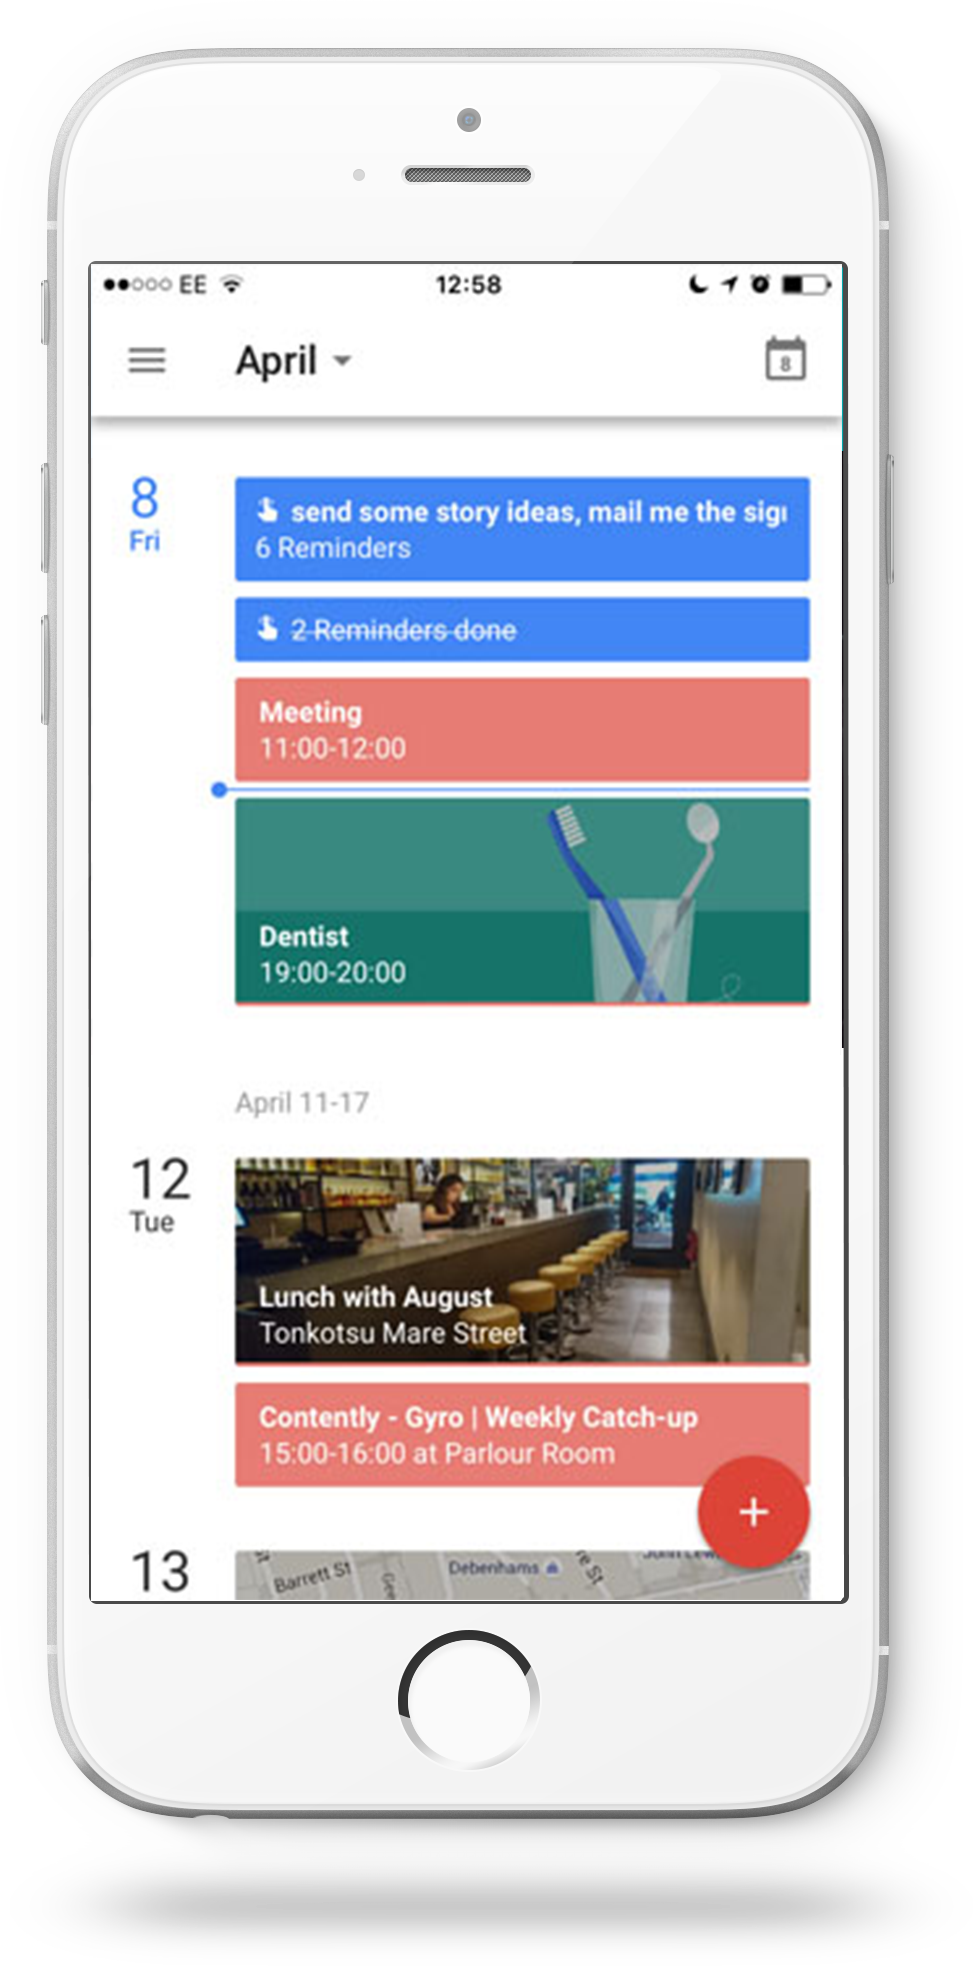 EE 12:58
April
8
8
Fri
send some story ideas, mail me the
6 Reminders
2 Reminders done
Meeting
11:00-12:00
Dentist
19:00-20:00
April 11-17
12
Tue
Lunch with August
Tonkotsu Mare Street
Contently - Gyro | Weekly Catch-up
15:00-16:00 at Parlour Room
+
13
Barrett St
Debenhams
St